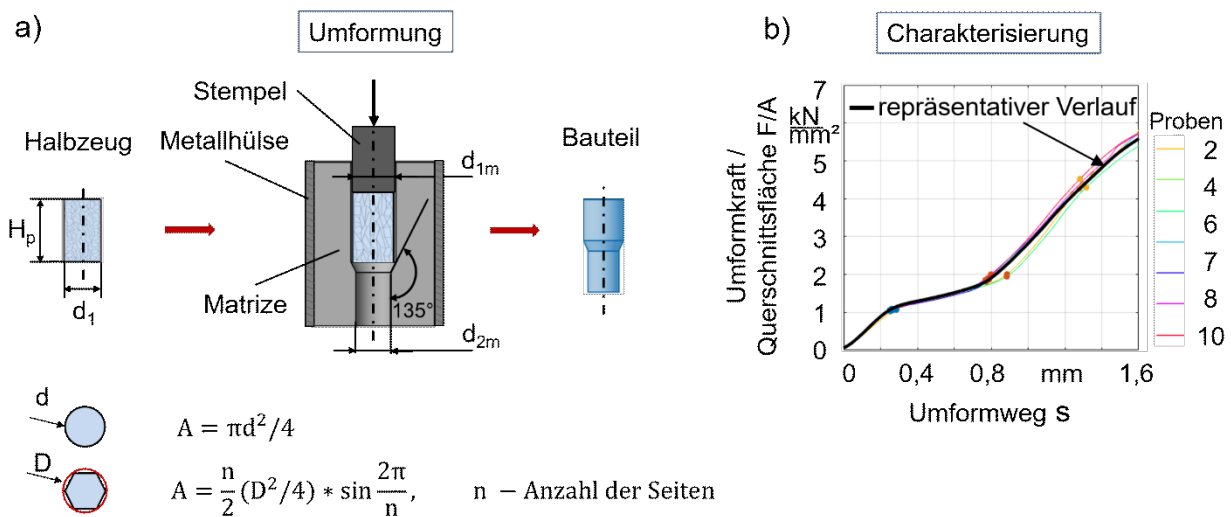 a)
Umformung
Stempel
Halbzeug
Metallhülse
Bauteil
d1m
Hp
Matrize
135°
d1
d2m
d
A = πd²/4
D
A = n/2 (D²/4) * sin 2π/n, n − Anzahl der Seiten
b)
Charakterisierung
Umformkraft /
Querschnittsfläche F/A
kN
mm²
7
6
5
4
3
2
1
0
repräsentativer Verlauf
Proben
2
4
6
7
8
10
0 0,4 0,8 mm 1,6
Umformweg s